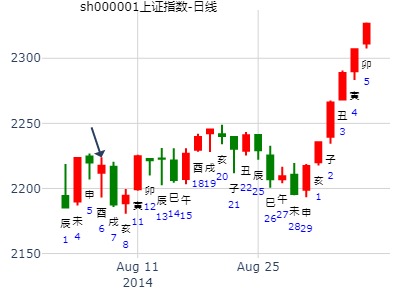 sh000001上证指数-日线
2300
2250
2200
2150
辰 未 申 酉 戌 亥 寅 卯 辰 巳 午 酉 戌 亥 子 丑 辰 巳 午 未 申 亥 子 丑 寅 卯
1 4 5 6 7 8 11 12 13 14 15 18 19 20 21 22 25 26 27 28 29 1 2 3 4 5
Aug 11 Aug 25
2014